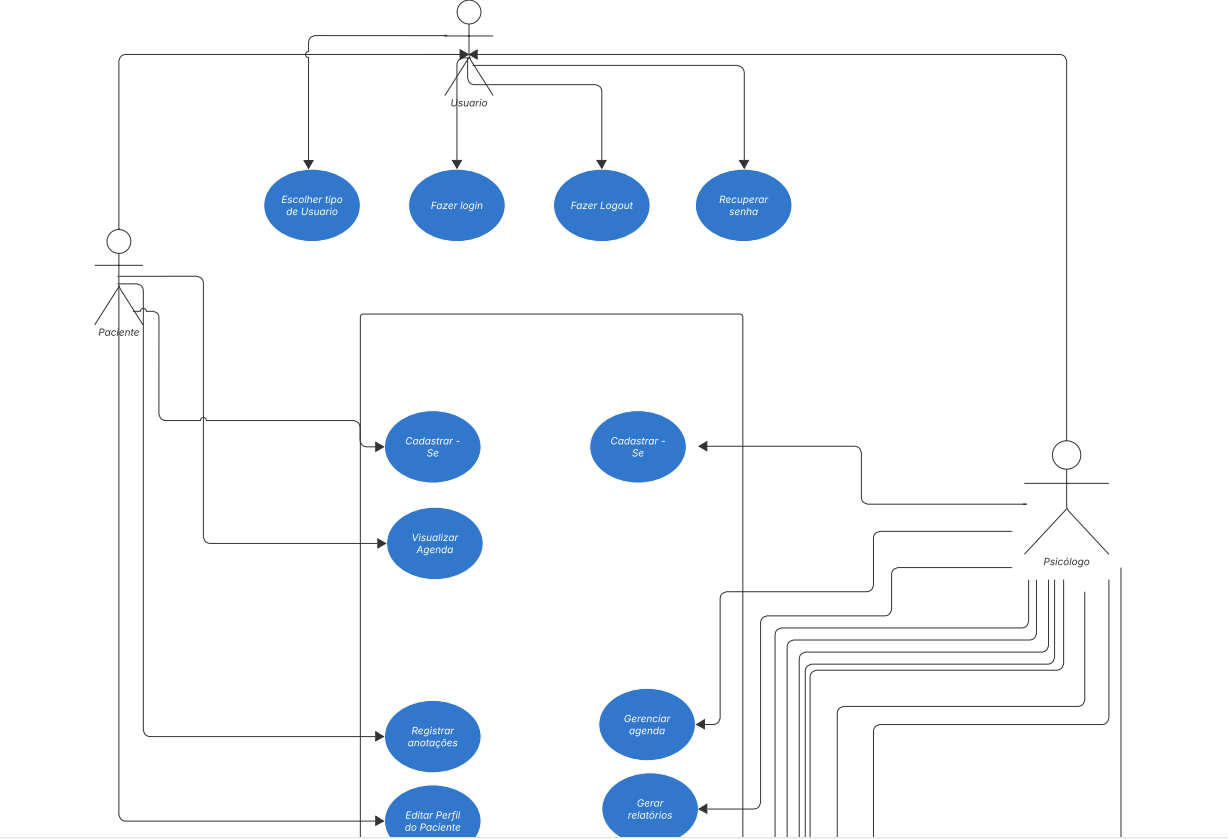 Usuario
Escolher tipo
de Usuario
Fazer login
Fazer Logout
Recuperar
senha
Paciente
Cadastrar -
Se
Cadastrar -
Se
Visualizar
Agenda
Psicólogo
Registrar
anotações
Gerenciar
agenda
Editar Perfil
do Paciente
Gerar
relatórios